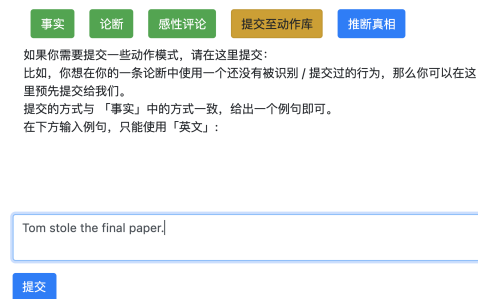 事实 论断 感性评论 提交至动作库 推断真相
如果你需要提交一些动作模式，请在这里提交：
比如，你想在你的一条论断中使用一个还没有被识别 / 提交过的行为，那么你可以在这
里预先提交给我们。
提交的方式与 「事实」中的方式一致，给出一个例句即可。
在下方输入例句，只能使用「英文」:
Tom stole the final paper.
提交